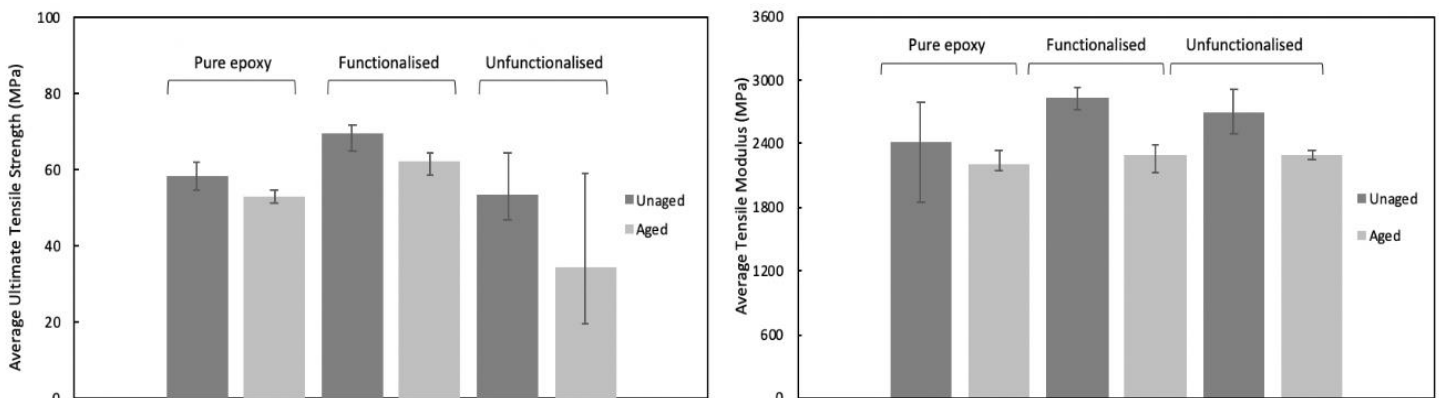 Average Ultimate Tensile Strength (MPa)
100
80
60
40
20
0
Pure epoxy
Functionalised
Unfunctionalised
Unaged
Aged
Average Tensile Modulus (MPa)
3600
3000
2400
1800
1200
600
0
Pure epoxy
Functionalised
Unfunctionalised
Unaged
Aged